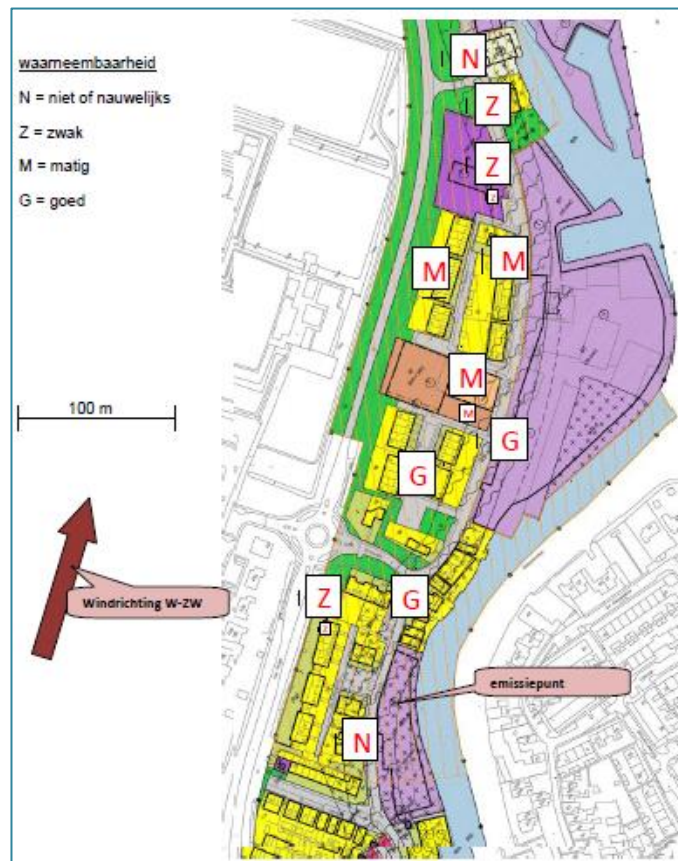 waarneembaarheid
N = niet of nauwelijks
Z = zwak
M = matig
G = goed
N
Z
Z
Z
M
M
M
M
100 m
G
G
Windrichting W-ZW
Z
G
emissiepunt
N